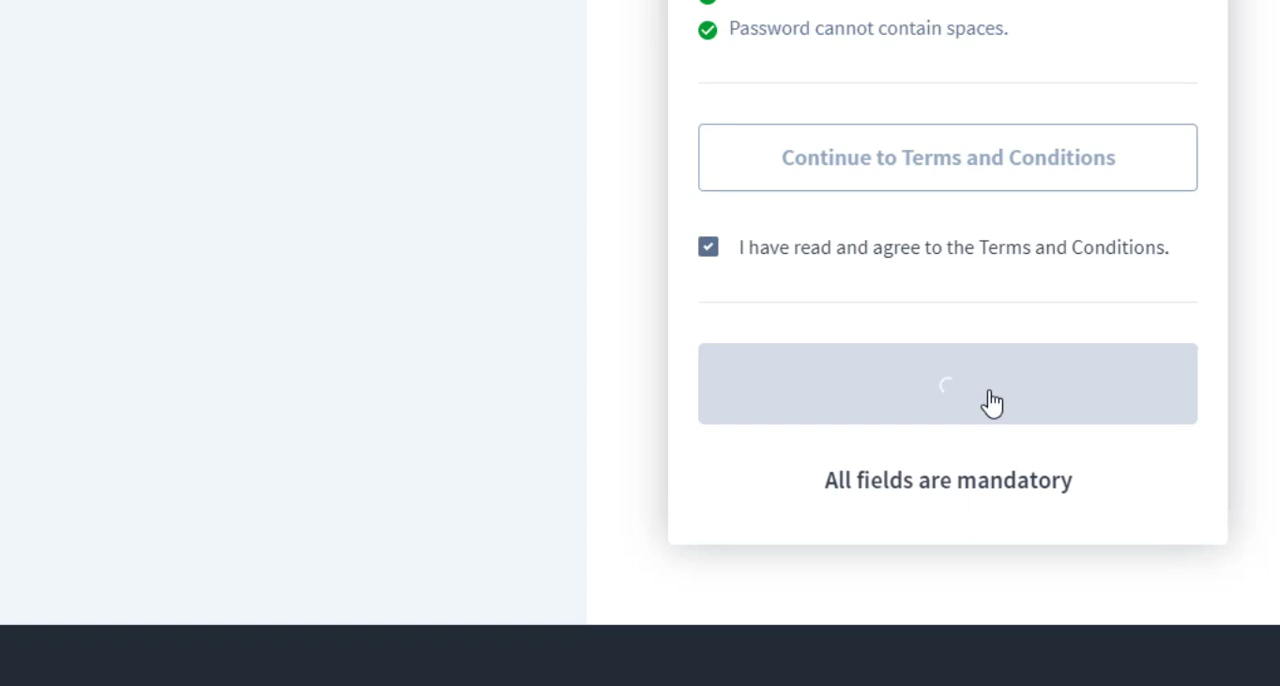 Password cannot contain spaces.
Continue to Terms and Conditions
I have read and agree to the Terms and Conditions.
All fields are mandatory